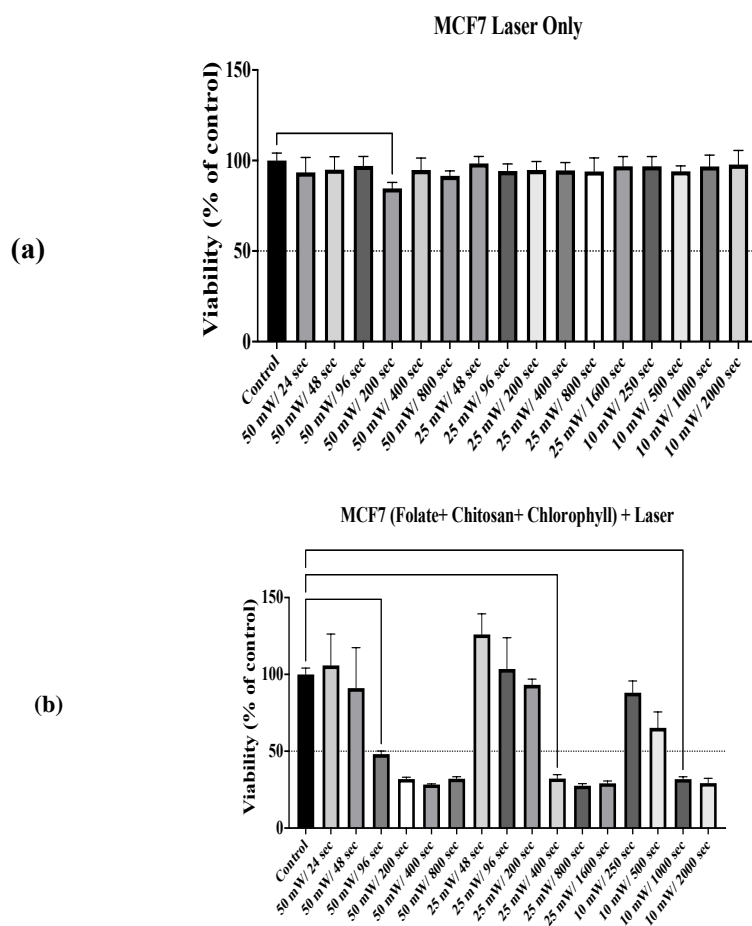 MCF7 Laser Only
(a)
Viability (% of control)
150
100
50
0
Control
50 mW/ 24 sec
50 mW/ 48 sec
50 mW/ 96 sec
50 mW/ 200 sec
50 mW/ 400 sec
50 mW/ 800 sec
25 mW/ 48 sec
25 mW/ 96 sec
25 mW/ 200 sec
25 mW/ 400 sec
25 mW/ 800 sec
25 mW/ 1600 sec
10 mW/ 250 sec
10 mW/ 500 sec
10 mW/ 1000 sec
10 mW/ 2000 sec
MCF7 (Folate+ Chitosan+ Chlorophyll) + Laser
(b)
Viability (% of control)
150
100
50
0
Control
50 mW/ 24 sec
50 mW/ 48 sec
50 mW/ 96 sec
50 mW/ 200 sec
50 mW/ 400 sec
50 mW/ 800 sec
25 mW/ 48 sec
25 mW/ 96 sec
25 mW/ 200 sec
25 mW/ 400 sec
25 mW/ 800 sec
25 mW/ 1600 sec
10 mW/ 250 sec
10 mW/ 500 sec
10 mW/ 1000 sec
10 mW/ 2000 sec